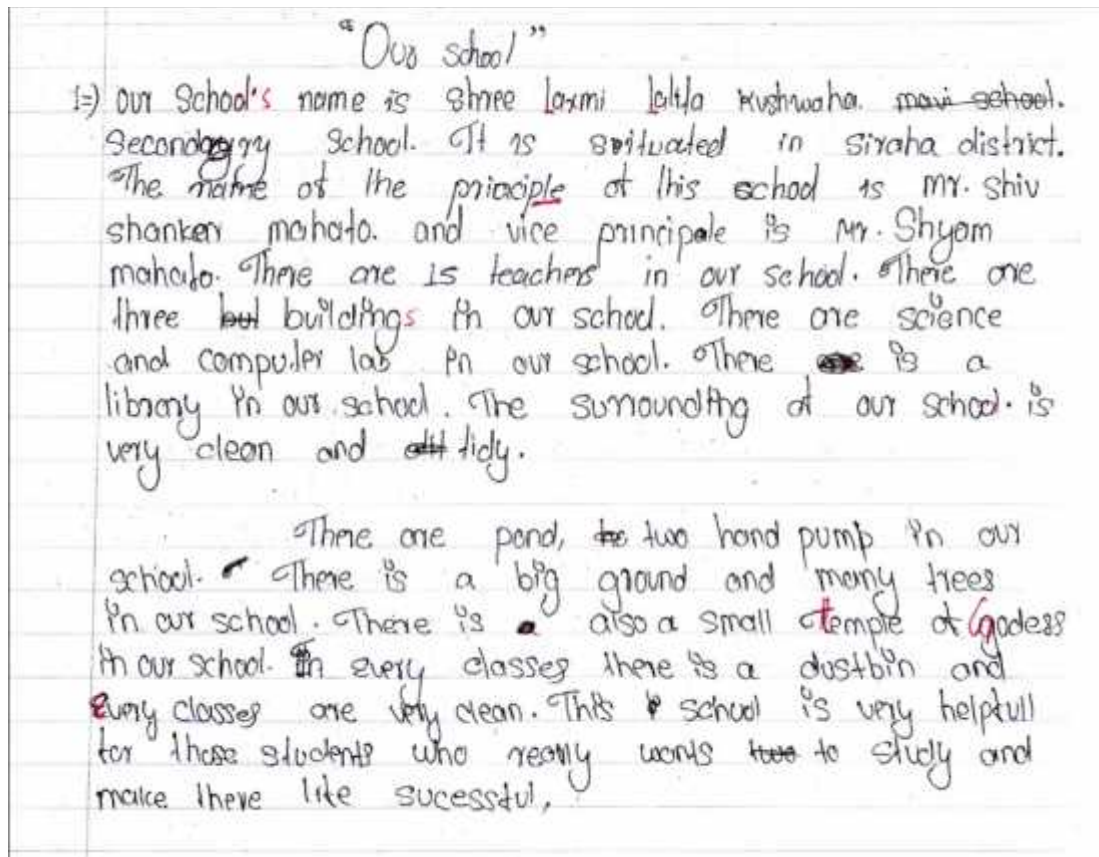 "Our school"
1=) Our School's name is Shree Laxmi Lalita Kushwaha mavi school.
Secondary School. It is situated in siraha district.
The name of the principle of this school is mr. shiv
shanker mahato. and vice principale is Mr. Shyam
mahato. There are 15 teachers in our school. There are
three but buildings in our school. There are science
and computer lab in our school. There is a
library in our school. The surrounding of our school is
very clean and tidy.
There are pond, two hand pump in our
school. There is a big ground and many trees
in our school. There is also a small temple of Godess
in our school. In every classes there is a dustbin and
Every classes are very clean. This school is very helpfull
for those students who really wants to study and
make there life sucessful,